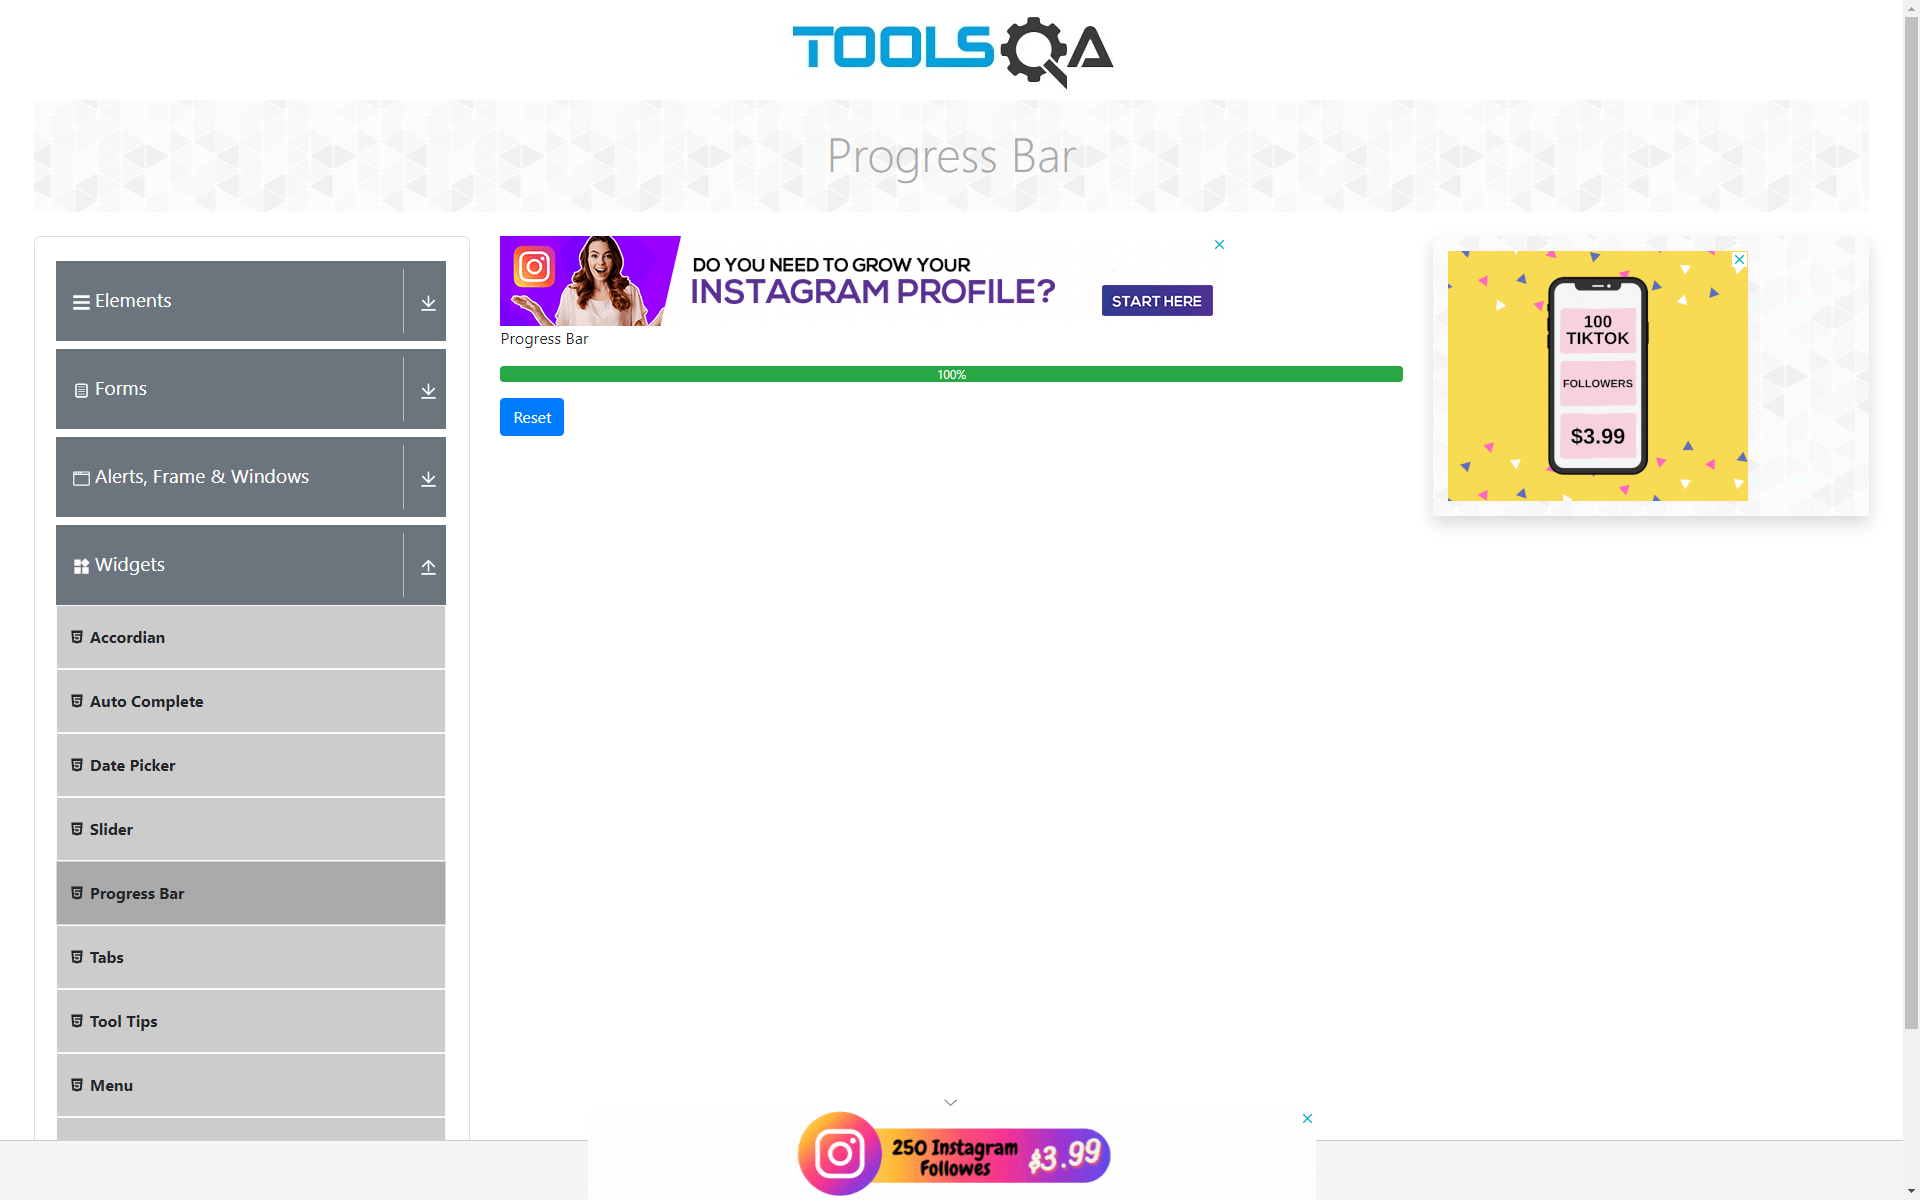 TOOLSQA
Progress Bar
Elements
Forms
Alerts, Frame & Windows
Widgets
Accordian
Auto Complete
Date Picker
Slider
Progress Bar
Tabs
Tool Tips
Menu
DO YOU NEED TO GROW YOUR
INSTAGRAM PROFILE?
START HERE
Progress Bar
100%
Reset
100
TIKTOK
FOLLOWERS
$3.99
250 Instagram
Followes
$3.99